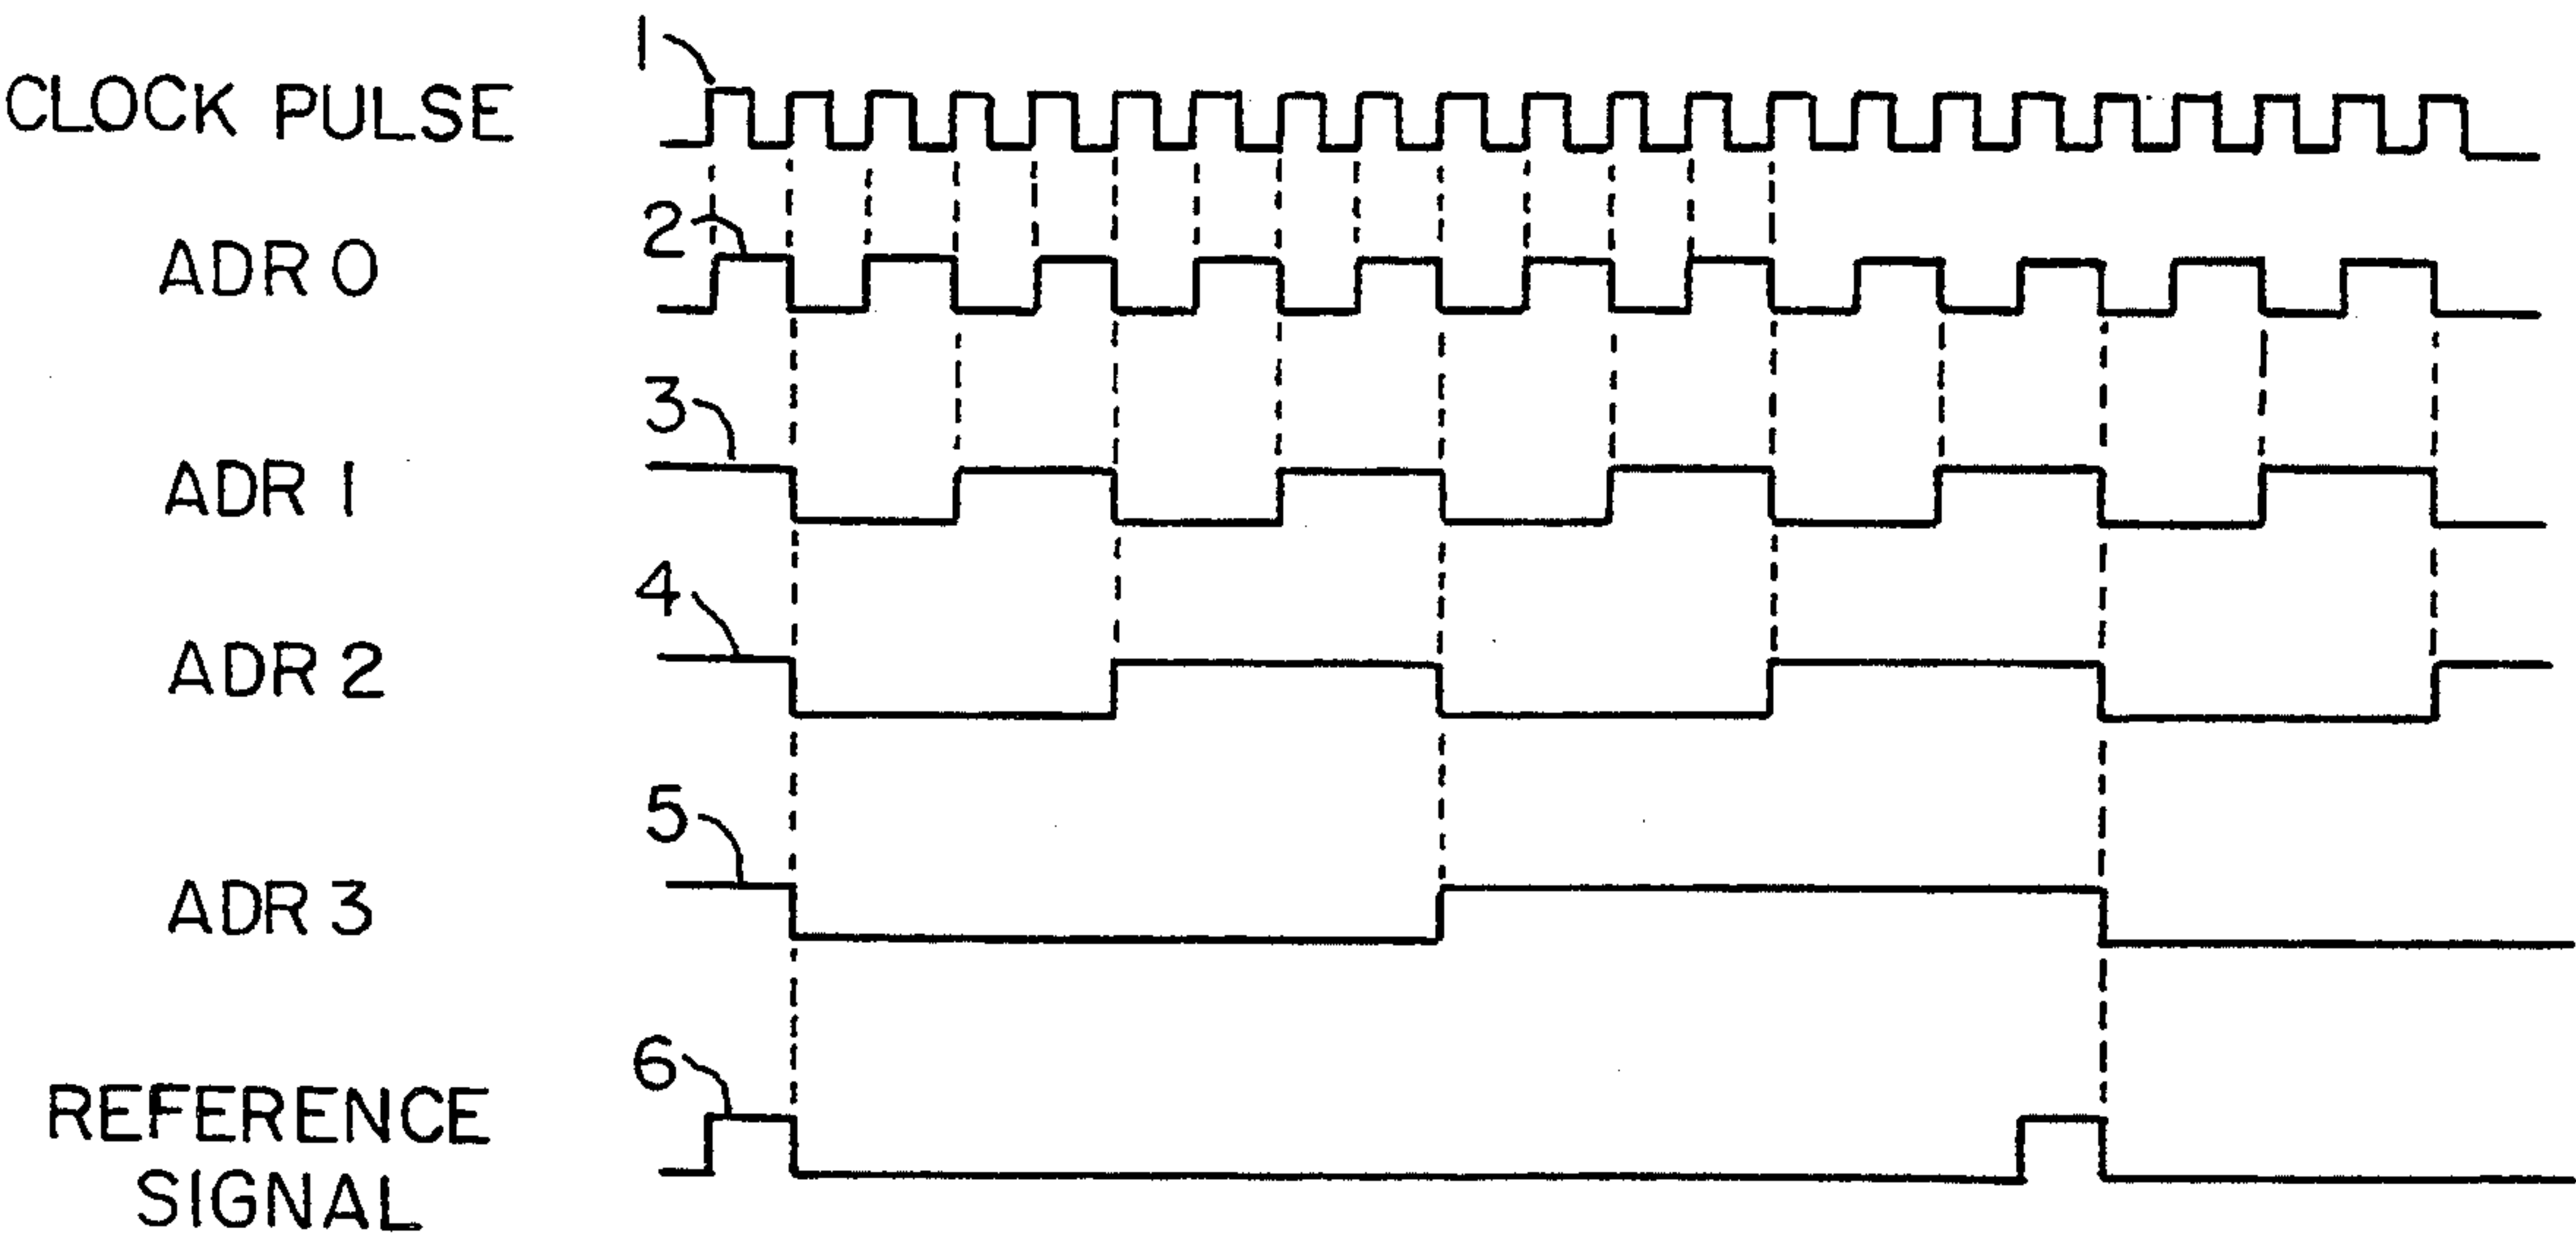 1
CLOCK PULSE
2
ADR 0
3
ADR 1
4
ADR 2
5
ADR 3
6
REFERENCE
SIGNAL